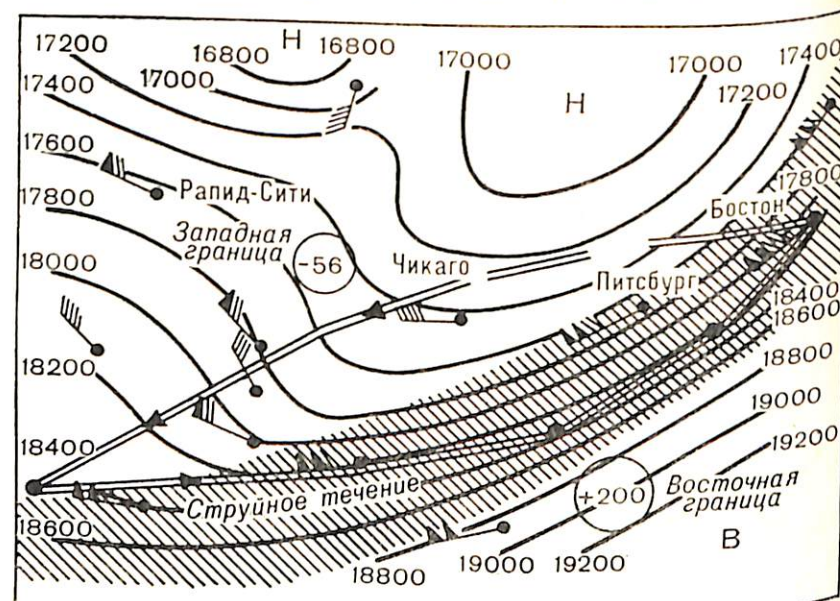 17200
16800
Н
16800
17400
17000
17000
17000
17400
Н
17200
17600
Рапид-Сити
17800
17800
Бостон
Западная
граница
-56
Чикаго
18000
Питсбург
18400
18600
18200
18800
19000
18400
19200
Струйное течение
+200
Восточная
граница
18600
В
18800
19000
19200